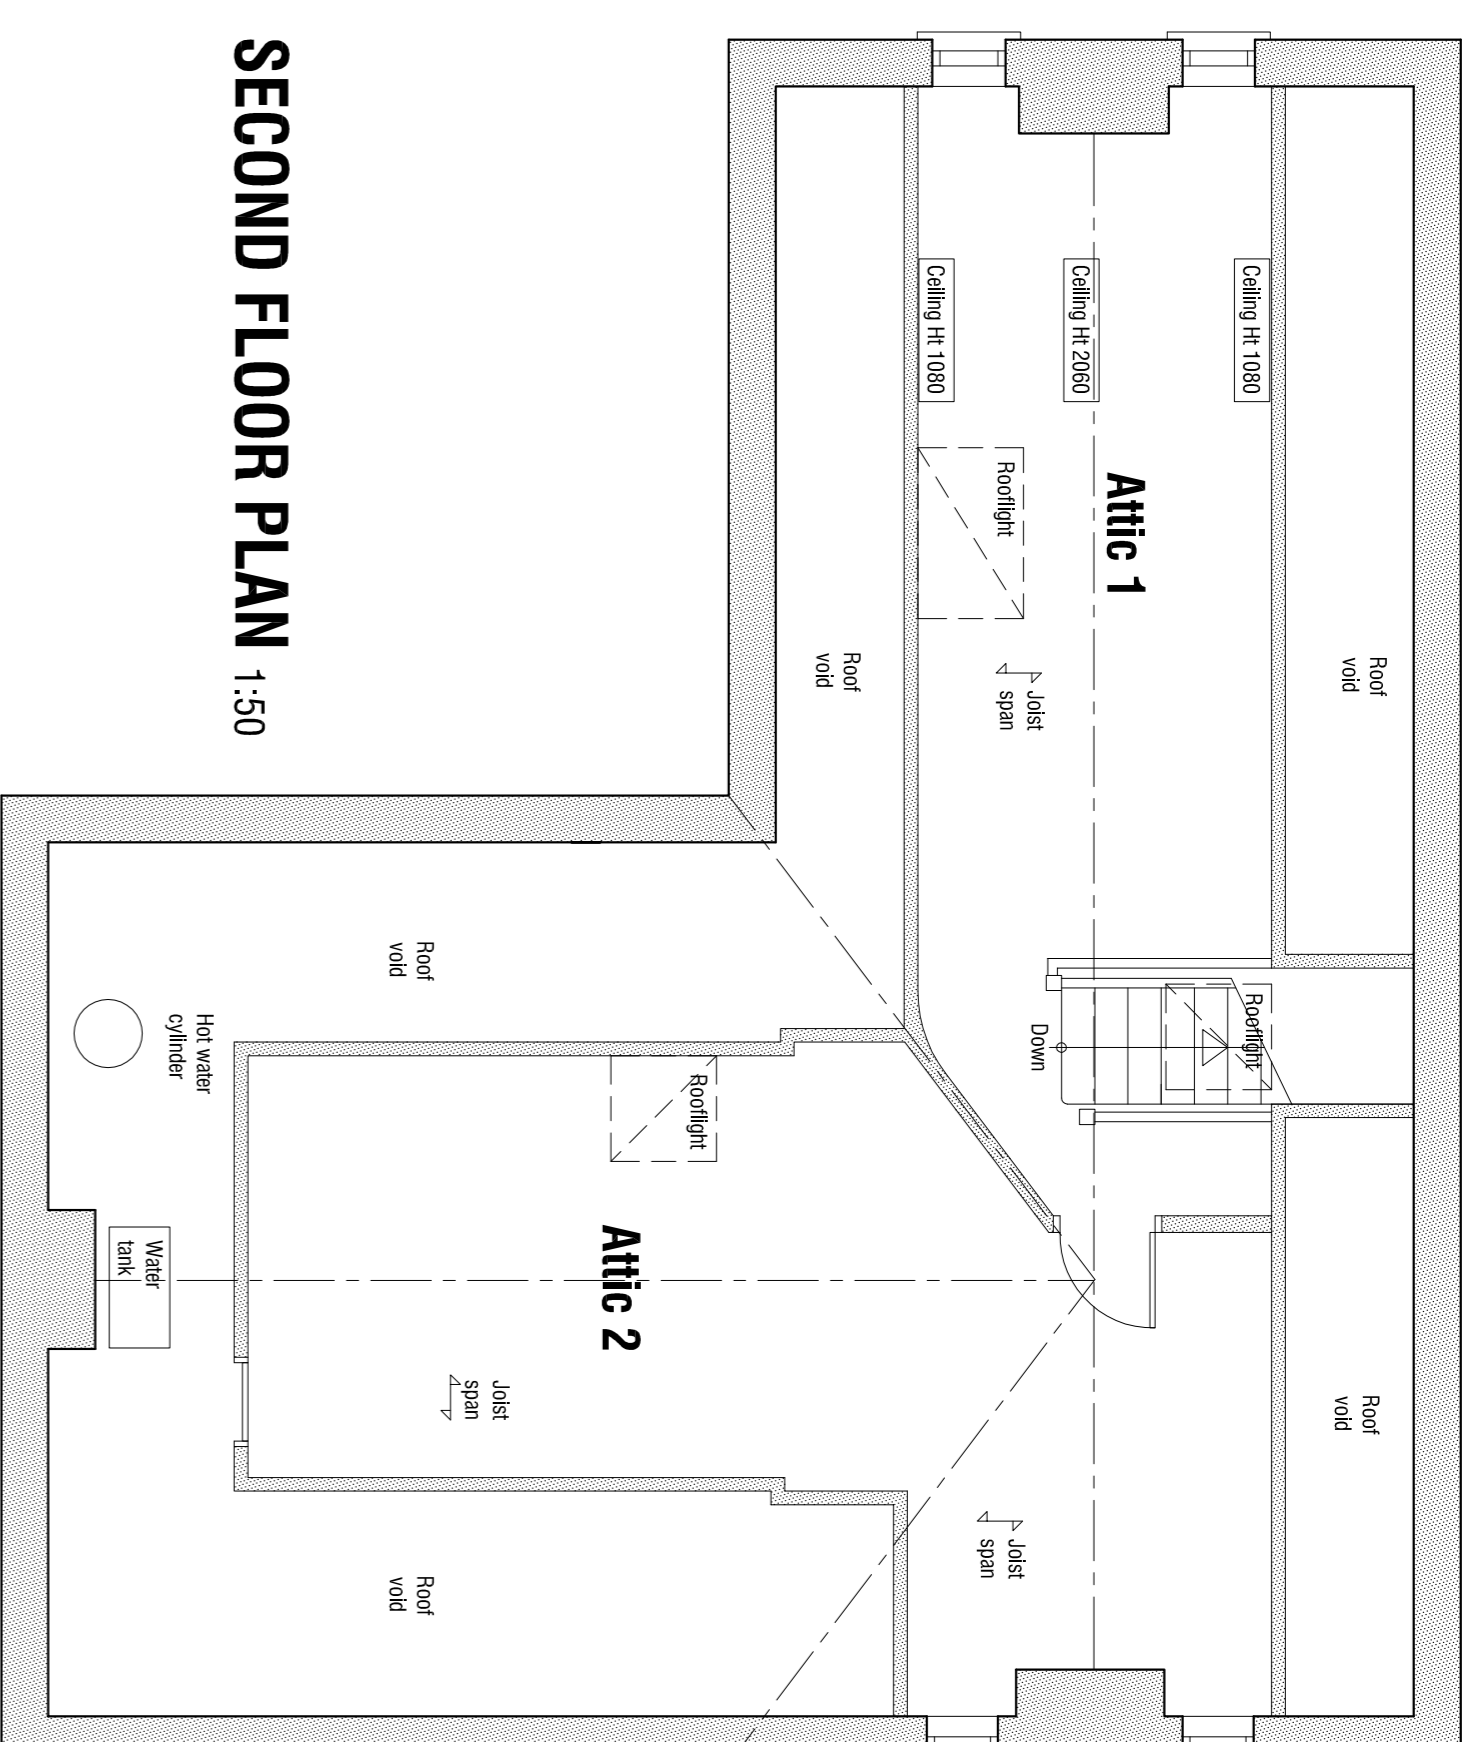 Roof
void
Roof
void
Ceiling Ht 1080
Rooflight
Attic 1
Ceiling Ht 2060
Down
Joist
span
Rooflight
Joist
span
Ceiling Ht 1080
Roof
void
Rooflight
Attic 2
Joist
span
Roof
void
Roof
void
Hot water
cylinder
Water
tank
SECOND FLOOR PLAN 1:50